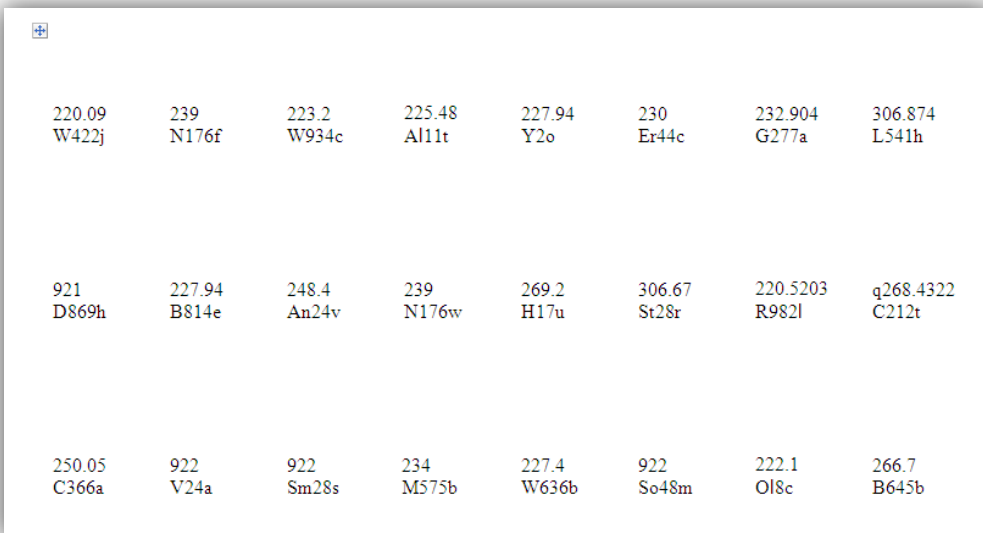 220.09 239 223.2 225.48 227.94 230 232.904 306.874
W422j N176f W934c Al11t Y2o Er44c G277a L541h
921 227.94 248.4 239 269.2 306.67 220.5203 q268.4322
D869h B814e An24v N176w H17u St28r R982l C212t
250.05 922 922 234 227.4 922 222.1 266.7
C366a V24a Sm28s M575b W636b So48m Ol8c B645b